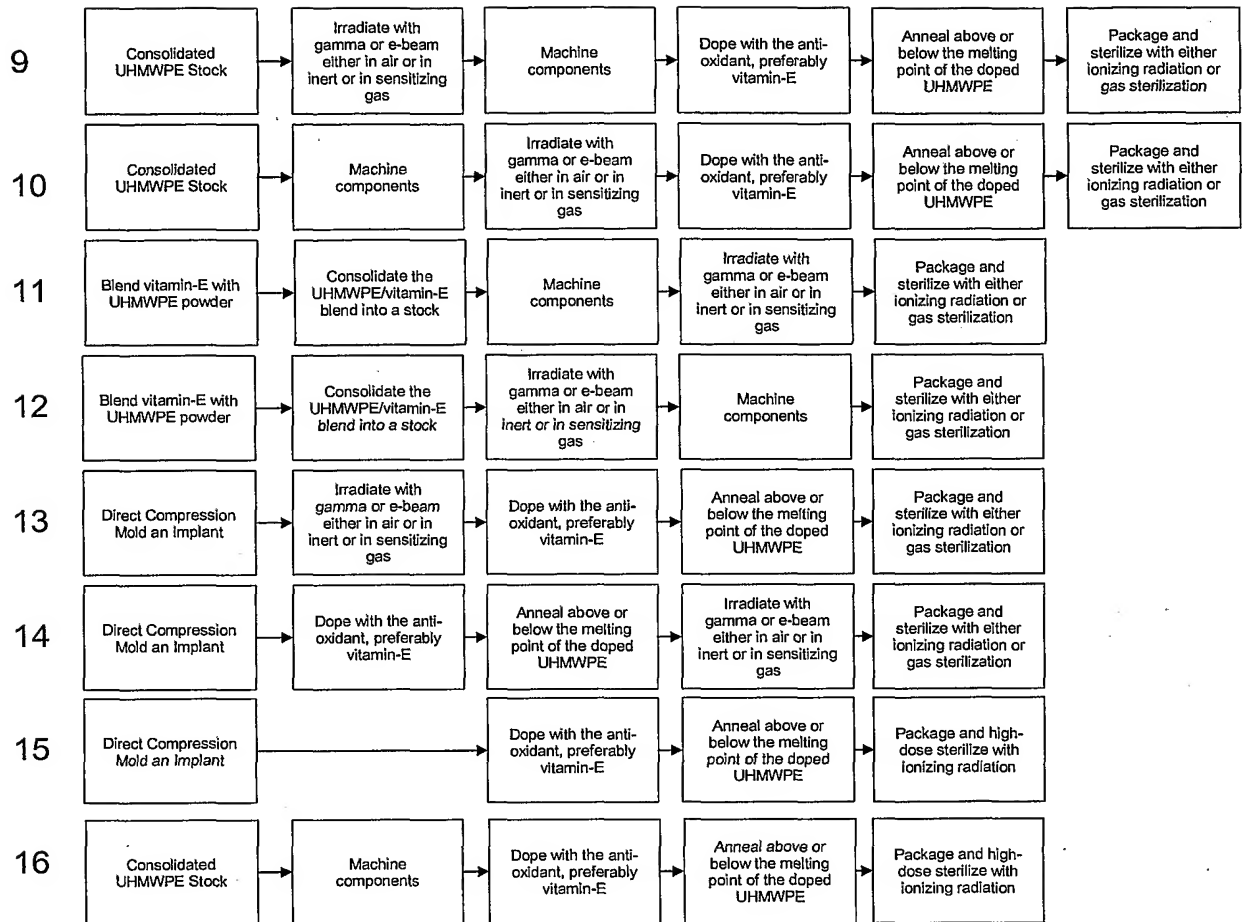 9
Consolidated
UHMWPE Stock
Irradiate with
gamma or e-beam
either in air or in
inert or in sensitizing
gas
Machine
components
Dope with the anti-
oxidant, preferably
vitamin-E
Anneal above or
below the melting
point of the doped
UHMWPE
Package and
sterilize with either
ionizing radiation or
gas sterilization
10
Consolidated
UHMWPE Stock
Machine
components
Irradiate with
gamma or e-beam
either in air or in
inert or in sensitizing
gas
Dope with the anti-
oxidant, preferably
vitamin-E
Anneal above or
below the melting
point of the doped
UHMWPE
Package and
sterilize with either
ionizing radiation or
gas sterilization
11
Blend vitamin-E with
UHMWPE powder
Consolidate the
UHMWPE/vitamin-E
blend into a stock
Machine
components
Irradiate with
gamma or e-beam
either in air or in
inert or in sensitizing
gas
Package and
sterilize with either
ionizing radiation or
gas sterilization
12
Blend vitamin-E with
UHMWPE powder
Consolidate the
UHMWPE/vitamin-E
blend into a stock
Irradiate with
gamma or e-beam
either in air or in
inert or in sensitizing
gas
Machine
components
Package and
sterilize with either
ionizing radiation or
gas sterilization
13
Direct Compression
Mold an Implant
Irradiate with
gamma or e-beam
either in air or in
inert or in sensitizing
gas
Dope with the anti-
oxidant, preferably
vitamin-E
Anneal above or
below the melting
point of the doped
UHMWPE
Package and
sterilize with either
ionizing radiation or
gas sterilization
14
Direct Compression
Mold an Implant
Dope with the anti-
oxidant, preferably
vitamin-E
Anneal above or
below the melting
point of the doped
UHMWPE
Irradiate with
gamma or e-beam
either in air or in
inert or in sensitizing
gas
Package and
sterilize with either
ionizing radiation or
gas sterilization
15
Direct Compression
Mold an Implant
Dope with the anti-
oxidant, preferably
vitamin-E
Anneal above or
below the melting
point of the doped
UHMWPE
Package and high-
dose sterilize with
ionizing radiation
16
Consolidated
UHMWPE Stock
Machine
components
Dope with the anti-
oxidant, preferably
vitamin-E
Anneal above or
below the melting
point of the doped
UHMWPE
Package and high-
dose sterilize with
ionizing radiation